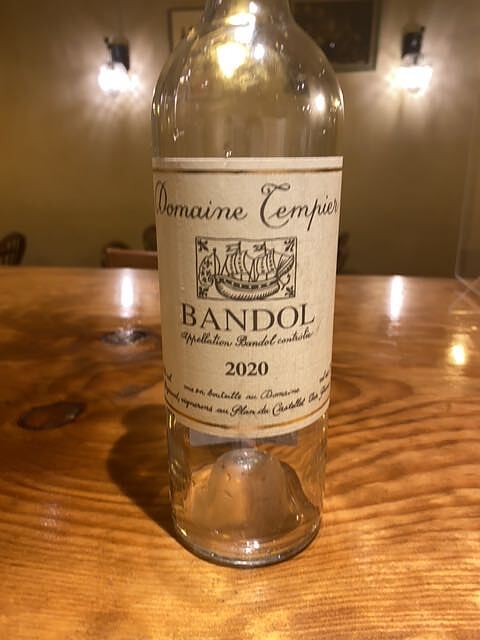 Domaine Tempier
BANDOL
Appellation Bandol contrôlée
2020
mis en bouteille au Domaine
vignerons au Plan du Castellet